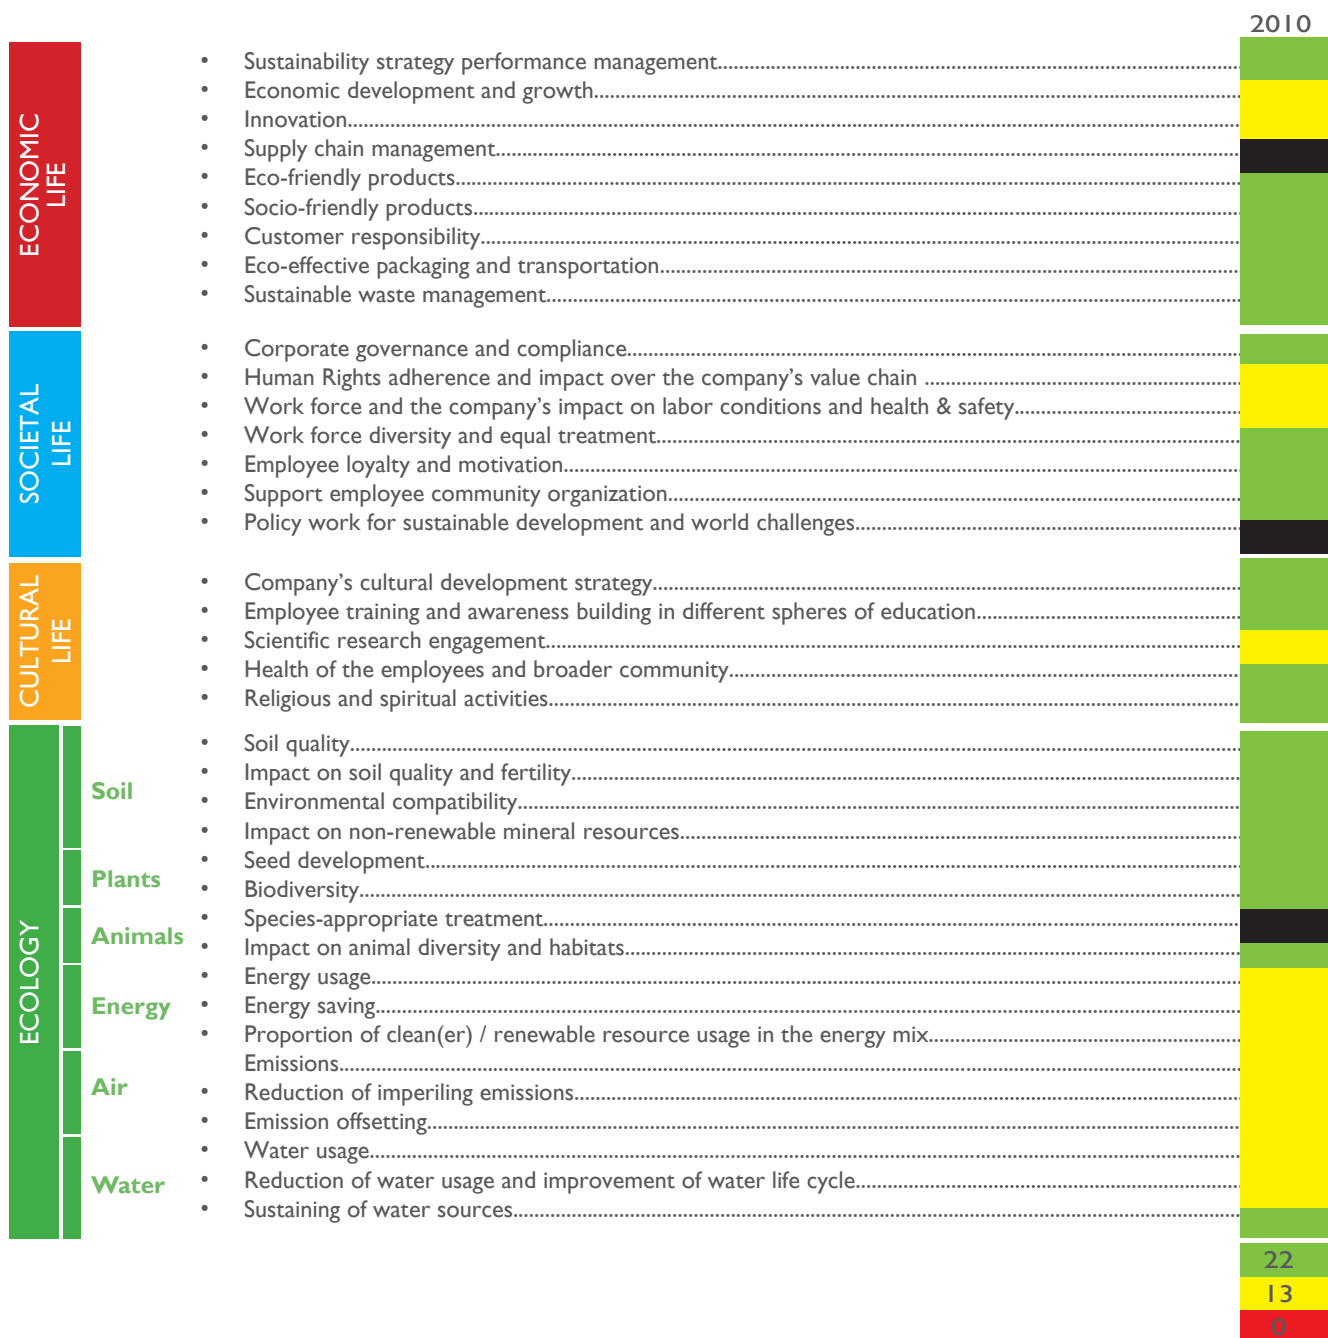 2010
ECONOMIC
LIFE
• Sustainability strategy performance management
• Economic development and growth
• Innovation
• Supply chain management
• Eco-friendly products
• Socio-friendly products
• Customer responsibility
• Eco-effective packaging and transportation
• Sustainable waste management
SOCIETAL
LIFE
• Corporate governance and compliance
• Human Rights adherence and impact over the company’s value chain
• Work force and the company’s impact on labor conditions and health & safety
• Work force diversity and equal treatment
• Employee loyalty and motivation
• Support employee community organization
• Policy work for sustainable development and world challenges
CULTURAL
LIFE
• Company’s cultural development strategy
• Employee training and awareness building in different spheres of education
• Scientific research engagement
• Health of the employees and broader community
• Religious and spiritual activities
ECOLOGY
Soil
• Soil quality
• Impact on soil quality and fertility
• Environmental compatibility
• Impact on non-renewable mineral resources
Plants
• Seed development
• Biodiversity
Animals
• Species-appropriate treatment
• Impact on animal diversity and habitats
Energy
• Energy usage
• Energy saving
• Proportion of clean(er) / renewable resource usage in the energy mix
Air
Emissions
• Reduction of imperiling emissions
• Emission offsetting
Water
• Water usage
• Reduction of water usage and improvement of water life cycle
• Sustaining of water sources
22
13
0